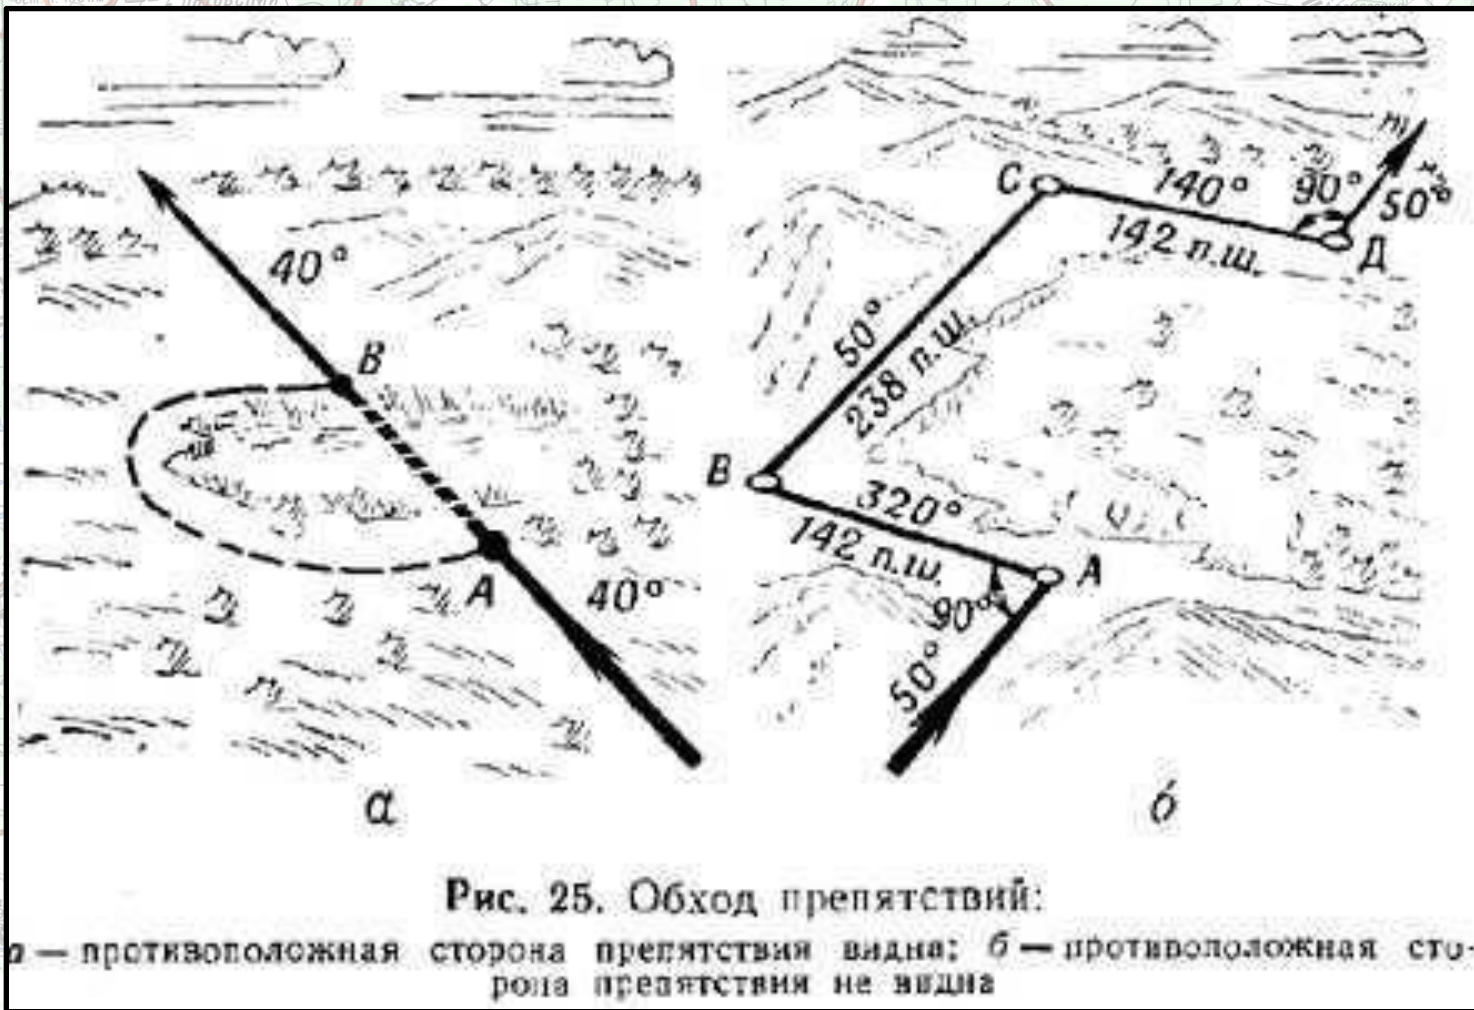 40°
B
A
40°
а
C
140°
90°
50°
142 п.ш.
Д
50°
238 п.ш.
B
320°
142 п.ш.
A
90°
50°
б
Рис. 25. Обход препятствий:
а — противоположная сторона препятствия видна; б — противоположная сто-
рона препятствия не видна